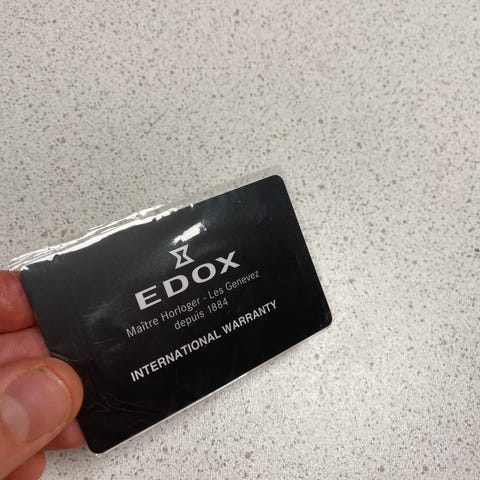 EDOX
Maître Horloger - Les Genevez
depuis 1884
INTERNATIONAL WARRANTY